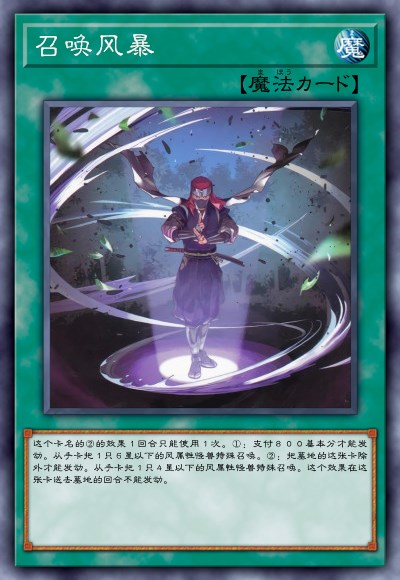 召唤风暴
魔
【魔法カード】
ま ほう
这个卡名的②的效果1回合只能使用1次。①：支付800基本分才能发
动。从手卡把1只6星以下的风属性怪兽特殊召唤。②：把墓地的这张卡除
外才能发动。从手卡把1只4星以下的风属性怪兽特殊召唤。这个效果在这
张卡送去墓地的回合不能发动。